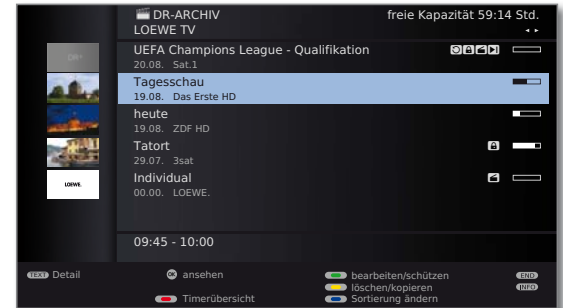 DR-ARCHIV freie Kapazität 59:14 Std.
LOEWE TV
DR+
UEFA Champions League - Qualifikation
20.08. Sat.1
Tagesschau
19.08. Das Erste HD
heute
19.08. ZDF HD
Tatort
29.07. 3sat
Individual
00.00. LOEWE.
LOEWE.
09:45 - 10:00
TEXT Detail OK ansehen bearbeiten/schützen END
löschen/kopieren INFO
Timerübersicht Sortierung ändern